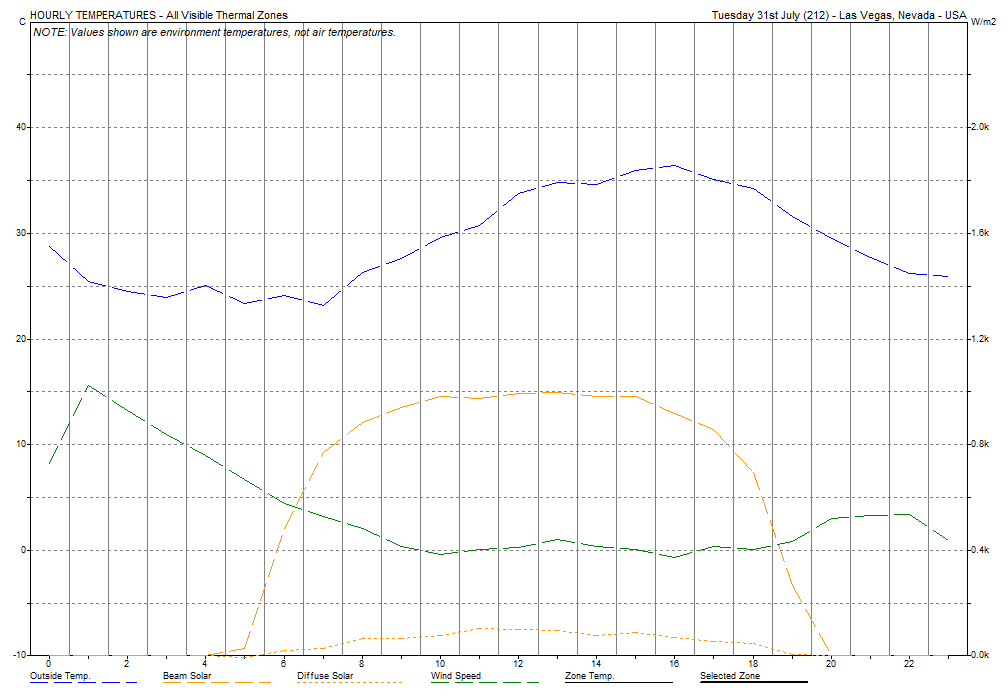 HOURLY TEMPERATURES - All Visible Thermal Zones Tuesday 31st July (212) - Las Vegas, Nevada - USA
C W/m2
NOTE: Values shown are environment temperatures, not air temperatures.
40 2.0k
30 1.6k
20 1.2k
10 0.8k
0 0.4k
-10 0.0k
0 2 4 6 8 10 12 14 16 18 20 22
Outside Temp. Beam Solar Diffuse Solar Wind Speed Zone Temp. Selected Zone